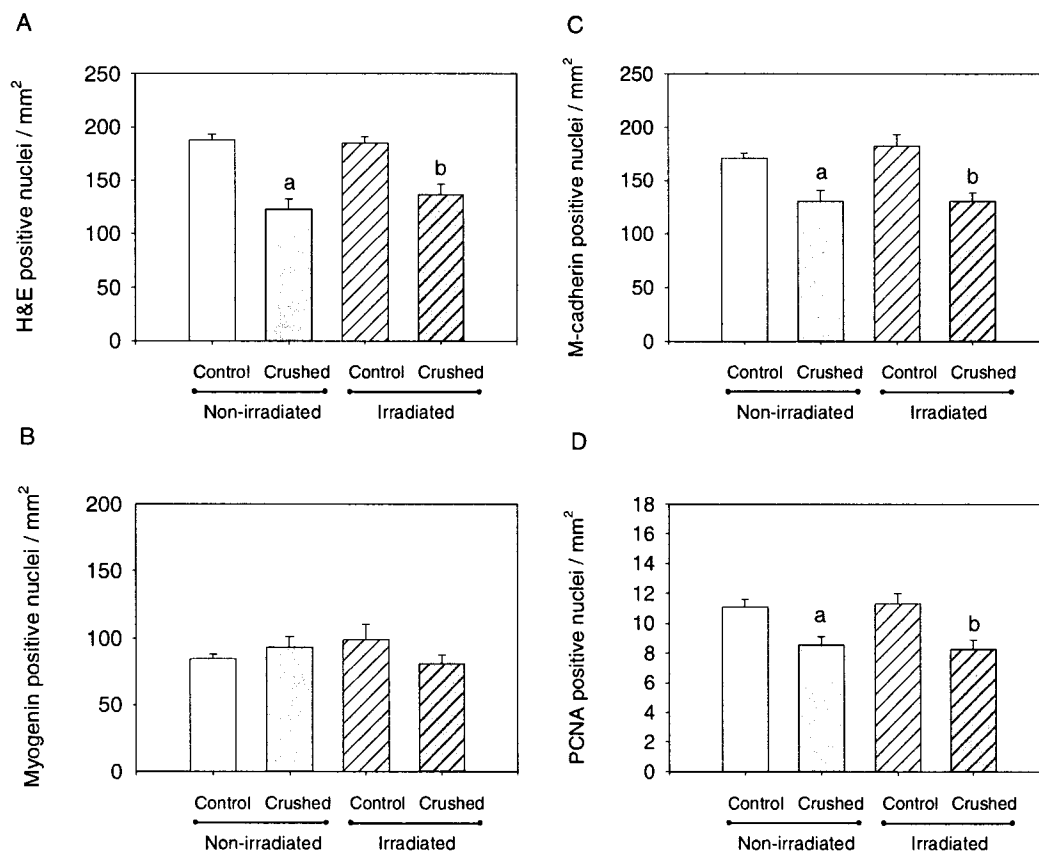 A
H&E positive nuclei / mm²
250
200
150
100
50
0
a
b
Control Crushed Control Crushed
Non-irradiated Irradiated
C
M-cadherin positive nuclei / mm²
250
200
150
100
50
0
a
b
Control Crushed Control Crushed
Non-irradiated Irradiated
B
Myogenin positive nuclei / mm²
200
150
100
50
0
Control Crushed Control Crushed
Non-irradiated Irradiated
D
PCNA positive nuclei / mm²
18
16
14
12
10
8
6
4
2
0
a
b
Control Crushed Control Crushed
Non-irradiated Irradiated